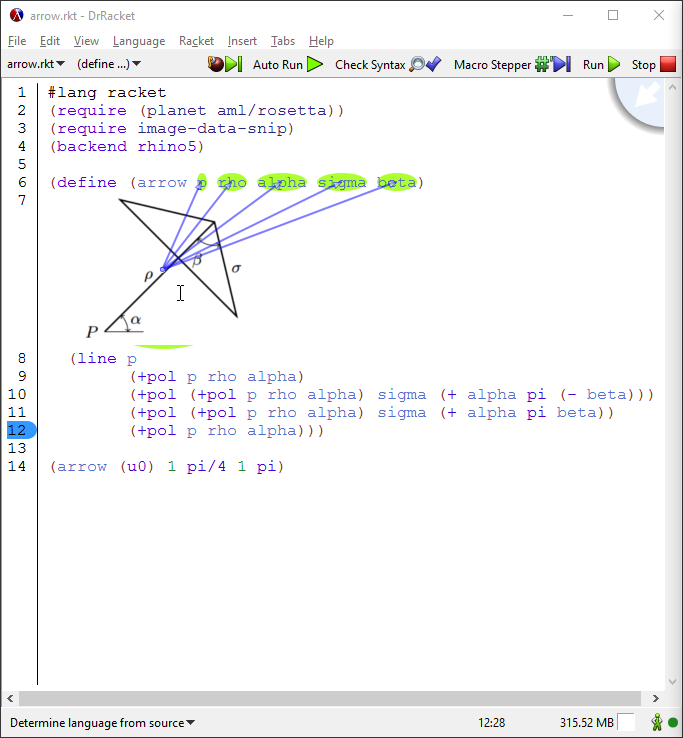 arrow.rkt - DrRacket
File Edit View Language Racket Insert Tabs Help
arrow.rkt (define ...) Auto Run Check Syntax Macro Stepper Run Stop
1 #lang racket
2 (require (planet aml/rosetta))
3 (require image-data-snip)
4 (backend rhino5)
5
6 (define (arrow p rho alpha sigma beta)
7
β
ρ σ
α
P
8 (line p
9 (+pol p rho alpha)
10 (+pol (+pol p rho alpha) sigma (+ alpha pi (- beta)))
11 (+pol (+pol p rho alpha) sigma (+ alpha pi beta))
12 (+pol p rho alpha)))
13
14 (arrow (u0) 1 pi/4 1 pi)
Determine language from source 12:28 315.52 MB